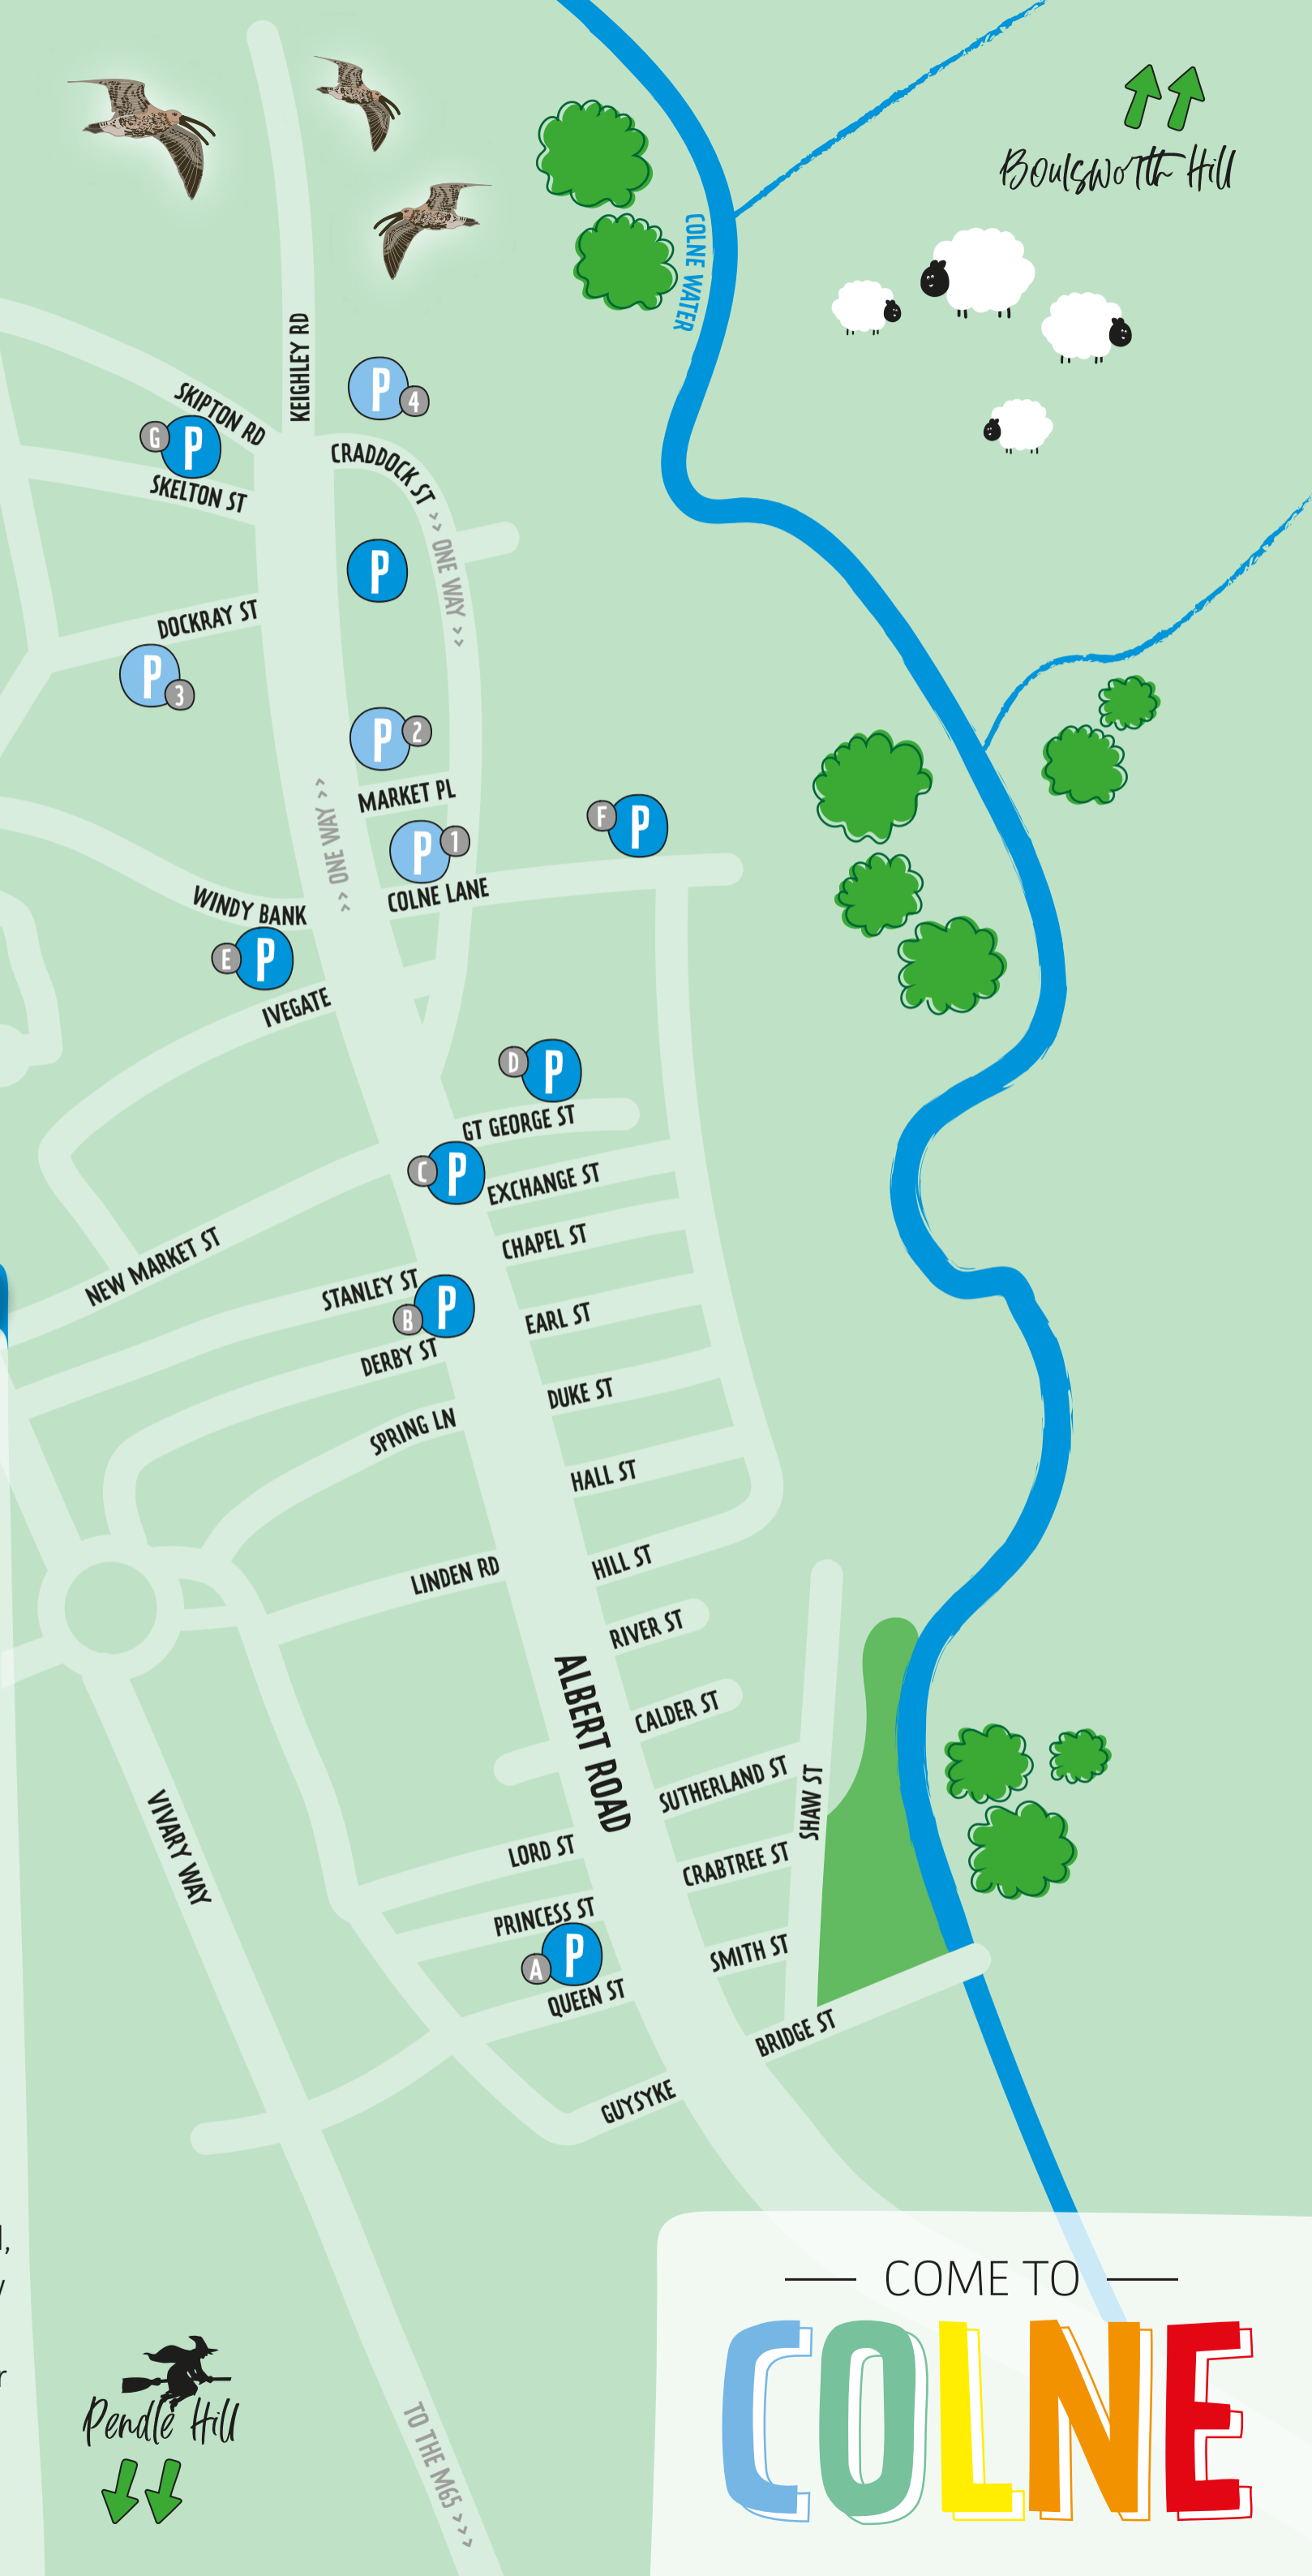 Boulsworth Hill
COLNE WATER
KEIGHLEY RD
P 4
SKIPTON RD
G P
CRADDOCK ST
SKELTON ST
>> ONE WAY >>
P
DOCKRAY ST
P 3
P 2
MARKET PL
>> ONE WAY >>
F P
P 1
COLNE LANE
WINDY BANK
E P
IVEGATE
D P
GT GEORGE ST
C P
EXCHANGE ST
NEW MARKET ST
CHAPEL ST
STANLEY ST
B P
EARL ST
DERBY ST
DUKE ST
SPRING LN
HALL ST
HILL ST
LINDEN RD
RIVER ST
ALBERT ROAD
CALDER ST
SUTHERLAND ST
SHAW ST
VIVARY WAY
LORD ST
CRABTREE ST
PRINCESS ST
A P
SMITH ST
QUEEN ST
BRIDGE ST
GUYSYKE
COME TO
COLNE
Pendle Hill
TO THE M65 >>>